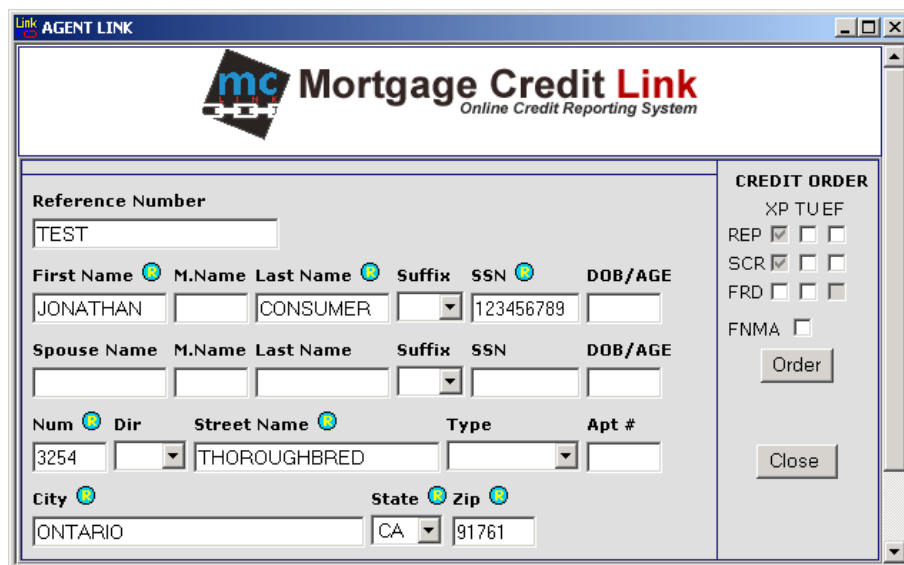 Link AGENT LINK
mc Mortgage Credit Link
LINK Online Credit Reporting System
CREDIT ORDER
Reference Number
XP TU EF
TEST
REP
First Name R M.Name Last Name R Suffix SSN R DOB/AGE
SCR
JONATHAN CONSUMER 123456789
FRD
FNMA
Spouse Name M.Name Last Name Suffix SSN DOB/AGE
Order
Num R Dir Street Name R Type Apt #
3254 THOROUGHBRED
Close
City R State R Zip R
ONTARIO CA 91761